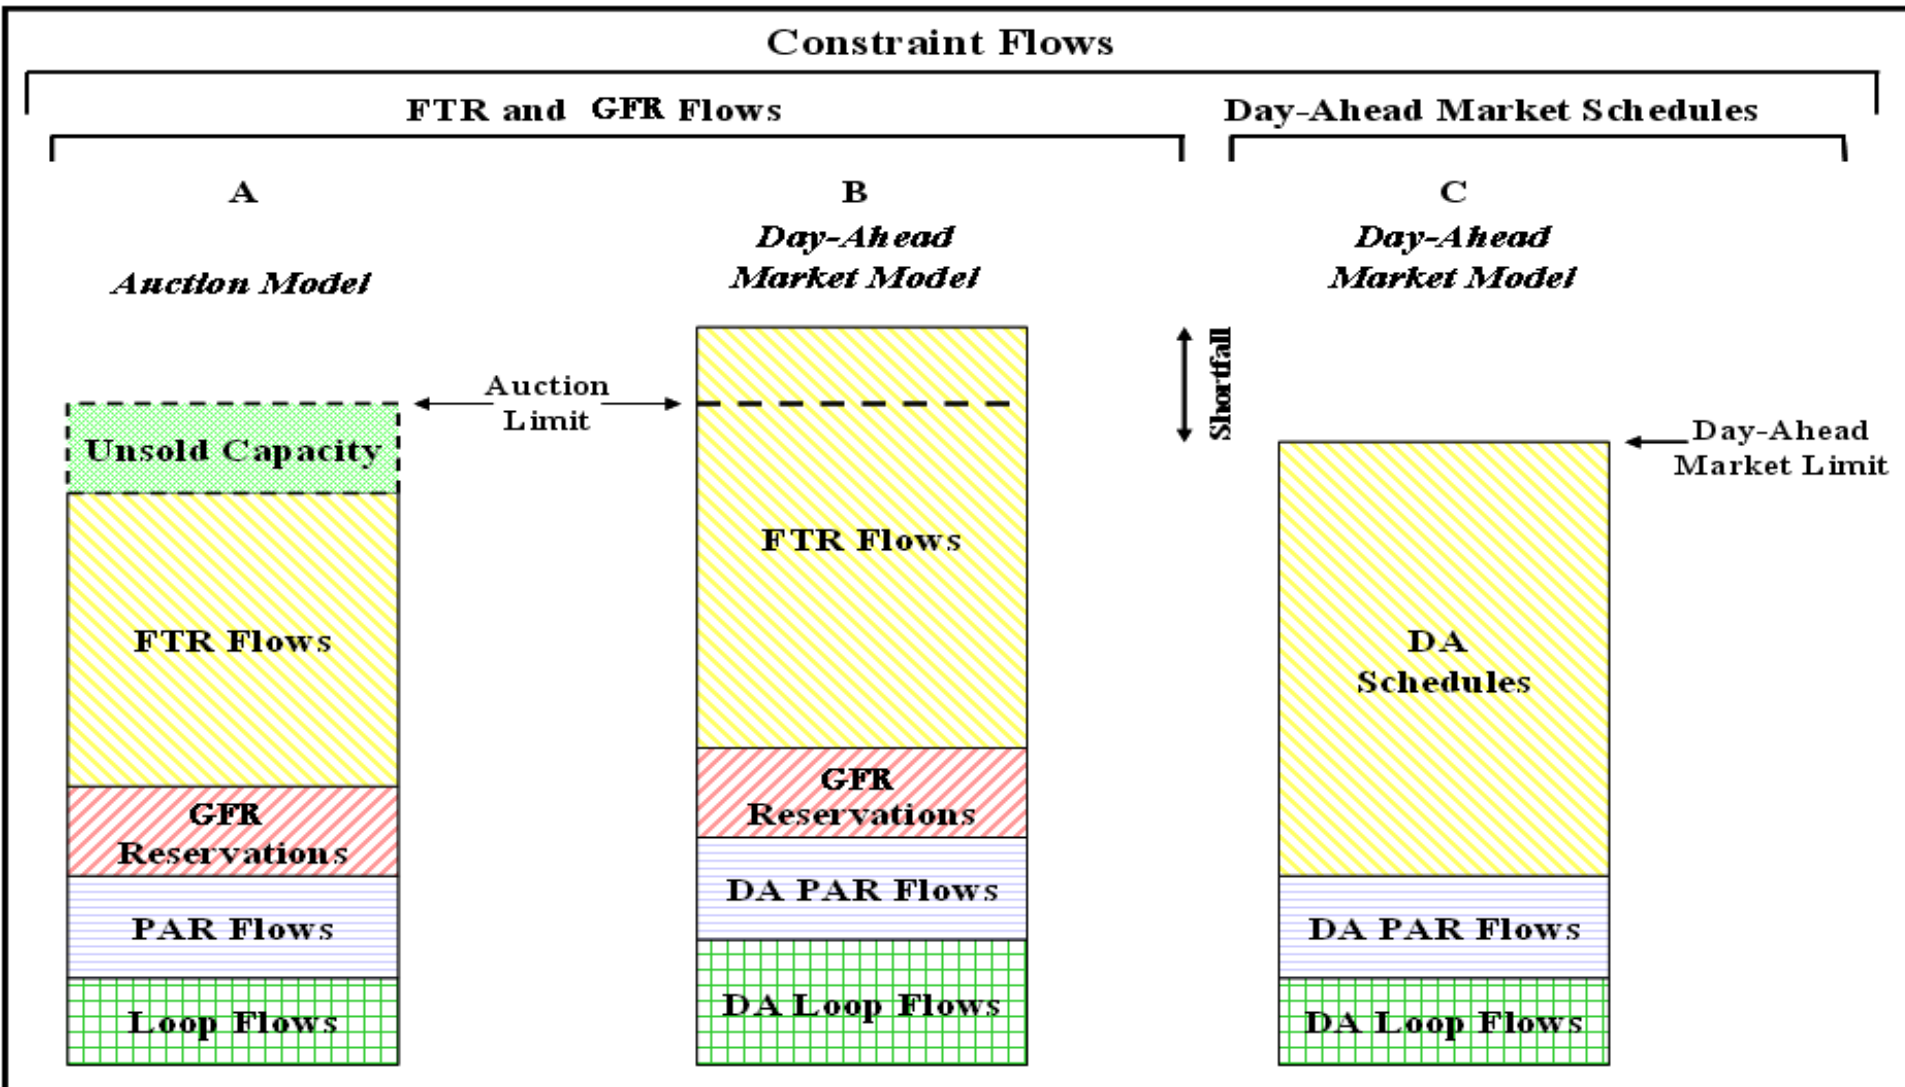 Constraint Flows
FTR and GFR Flows
Day-Ahead Market Schedules
A
Auction Model
B
Day-Ahead
Market Model
C
Day-Ahead
Market Model
Auction
Limit
Shortfall
Day-Ahead
Market Limit
Unsold Capacity
FTR Flows
GFR
Reservations
PAR Flows
Loop Flows
FTR Flows
GFR
Reservations
DA PAR Flows
DA Loop Flows
DA
Schedules
DA PAR Flows
DA Loop Flows